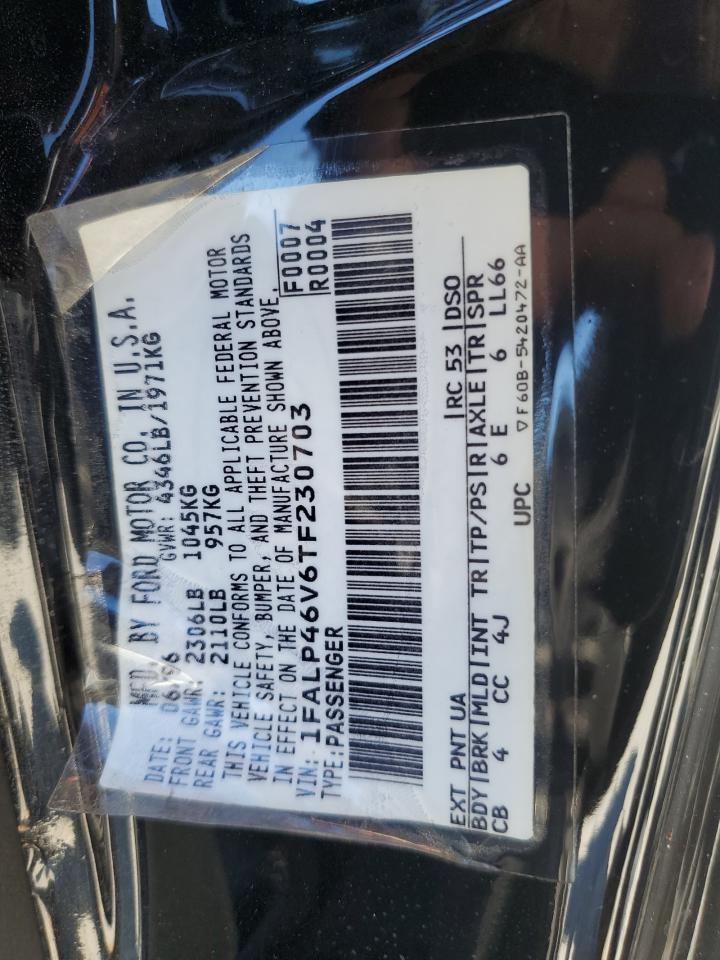 MFD. BY FORD MOTOR CO. IN U.S.A.
DATE: 06/96 GVWR: 4346LB/1971KG
FRONT GAWR: 2306LB 1045KG
REAR GAWR: 2110LB 957KG
THIS VEHICLE CONFORMS TO ALL APPLICABLE FEDERAL MOTOR
VEHICLE SAFETY, BUMPER, AND THEFT PREVENTION STANDARDS
IN EFFECT ON THE DATE OF MANUFACTURE SHOWN ABOVE.
VIN: 1FALP46V6TF230703 F0007
TYPE: PASSENGER R0004
EXT PNT UA RC 53 DSO
BDY BRK MLD INT TR TP/PS R AXLE TR SPR
CB 4 CC 4J 6 E 6 LL66
UPC ▽F60B-5420472-AA